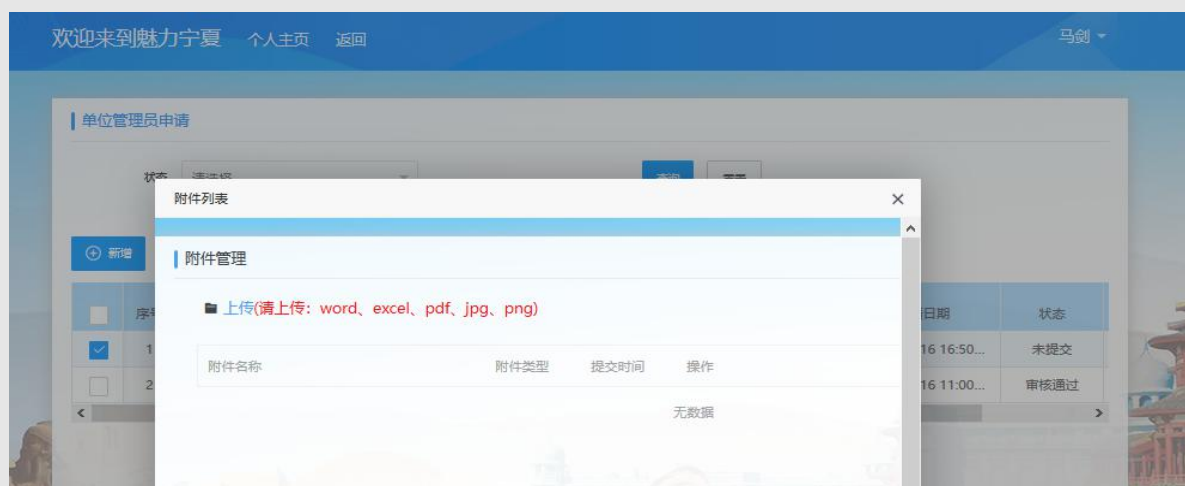 欢迎来到魅力宁夏 个人主页 返回 马剑
单位管理员申请
附件列表
新增
附件管理
上传(请上传：word、excel、pdf、jpg、png)
日期 状态
附件名称 附件类型 提交时间 操作
1 16 16:50... 未提交
2 16 11:00... 审核通过
无数据